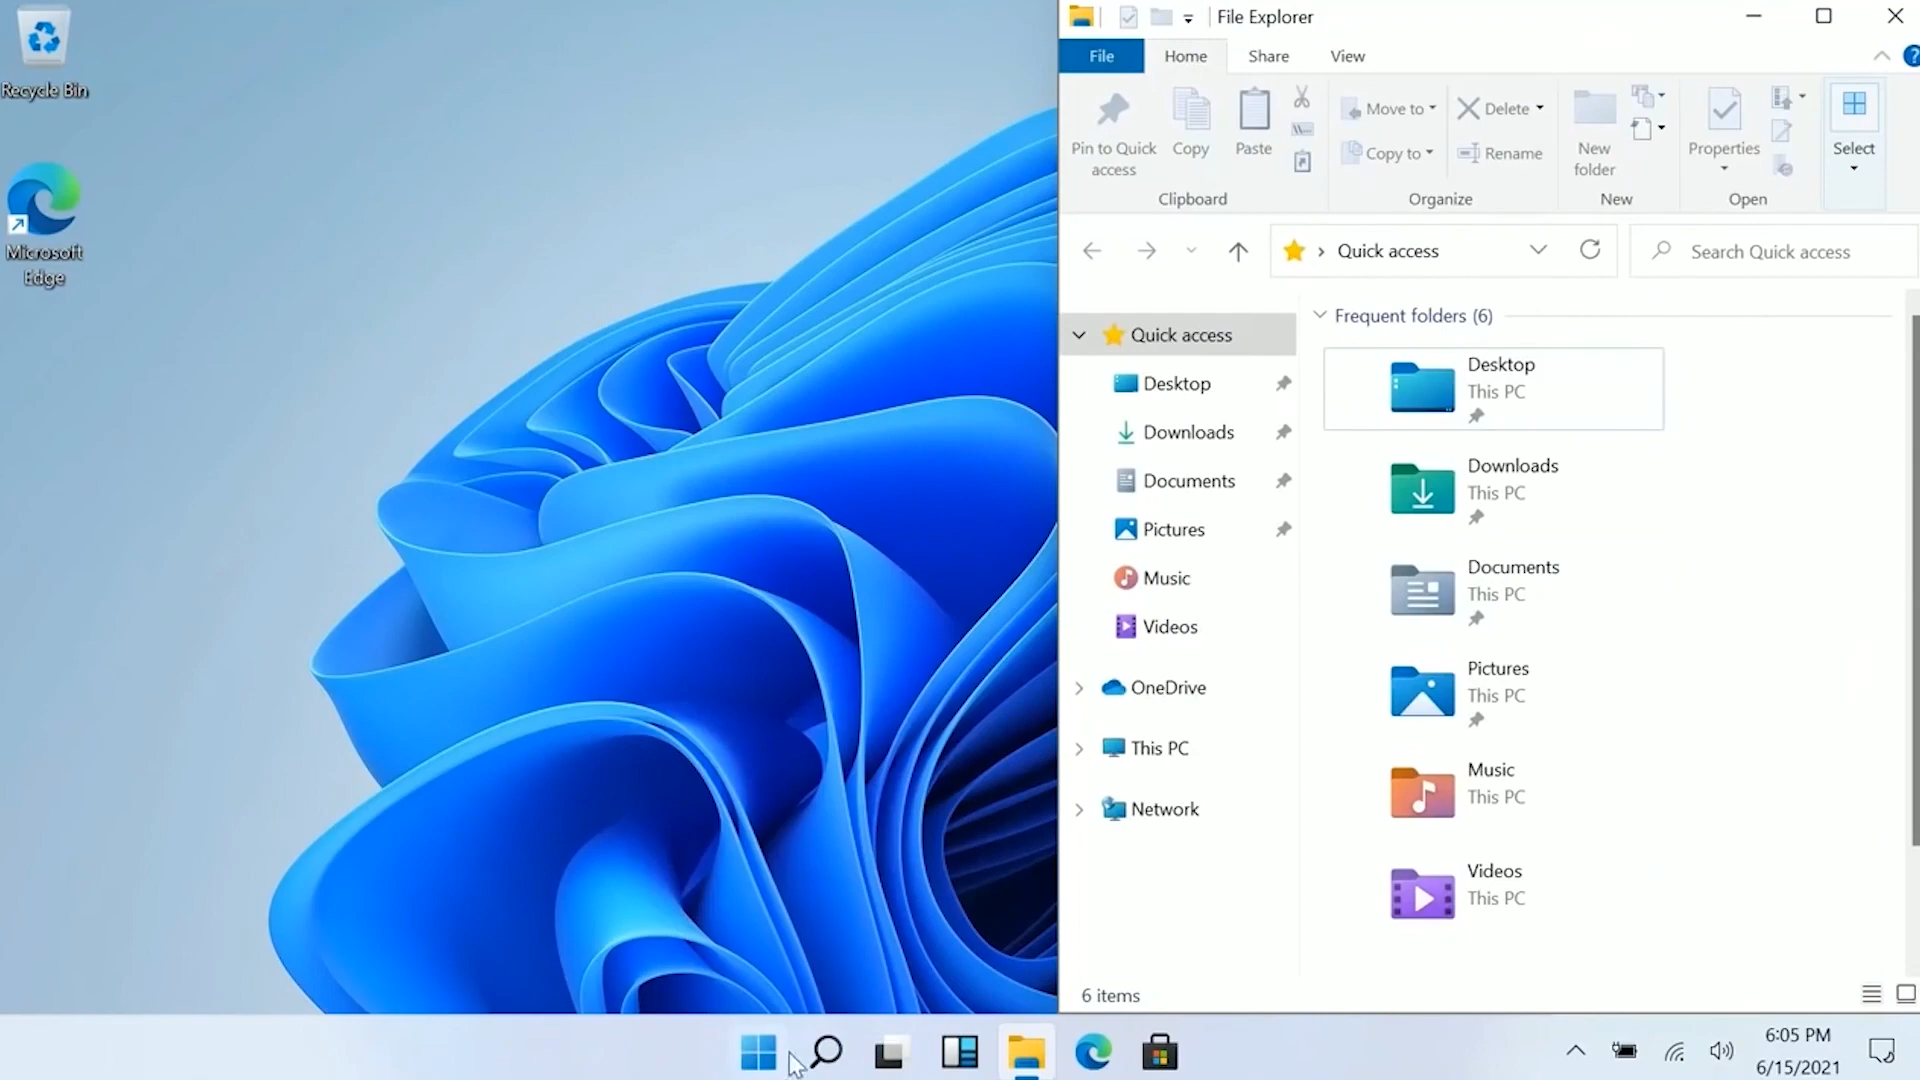 Recycle Bin
Microsoft
Edge
File Explorer
File
Home
Share
View
Pin to Quick
access
Copy
Paste
Move to
Copy to
Delete
Rename
New
folder
Properties
Select
Clipboard
Organize
New
Open
Quick access
Search Quick access
Quick access
Desktop
Downloads
Documents
Pictures
Music
Videos
OneDrive
This PC
Network
Frequent folders (6)
Desktop
This PC
Downloads
This PC
Documents
This PC
Pictures
This PC
Music
This PC
Videos
This PC
6 items
6:05 PM
6/15/2021